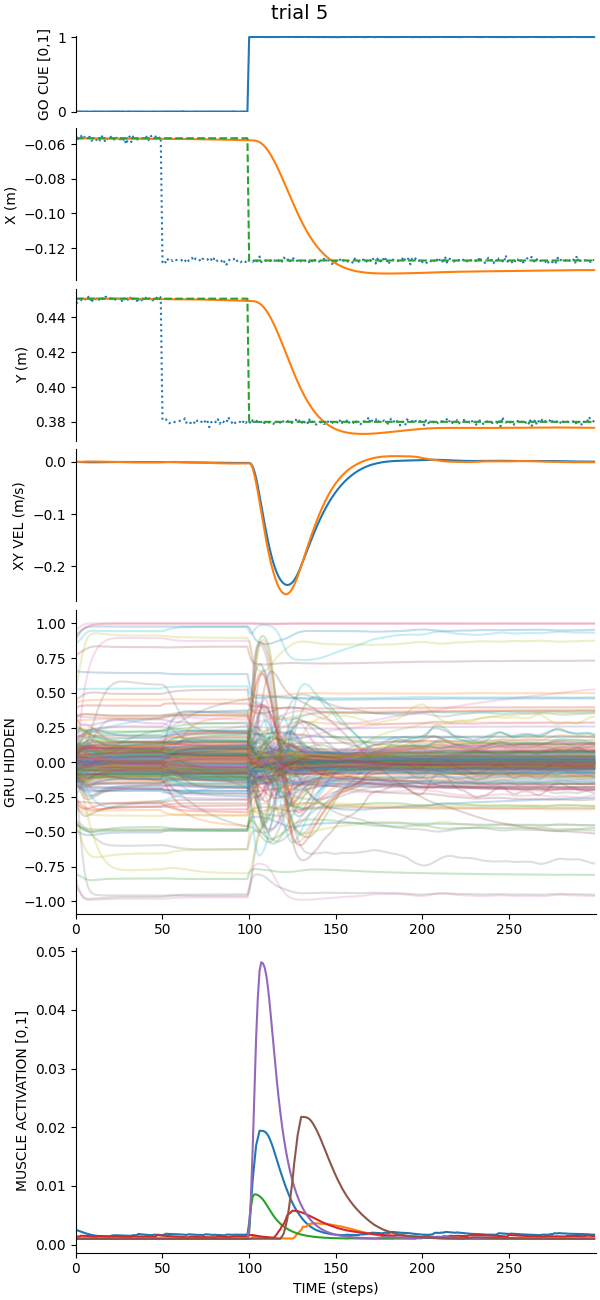 trial 5
GO CUE [0,1]
1
0
X (m)
−0.06
−0.08
−0.10
−0.12
Y (m)
0.44
0.42
0.40
0.38
XY VEL (m/s)
0.0
−0.1
−0.2
GRU HIDDEN
1.00
0.75
0.50
0.25
0.00
−0.25
−0.50
−0.75
−1.00
0 50 100 150 200 250
MUSCLE ACTIVATION [0,1]
0.05
0.04
0.03
0.02
0.01
0.00
0 50 100 150 200 250
TIME (steps)